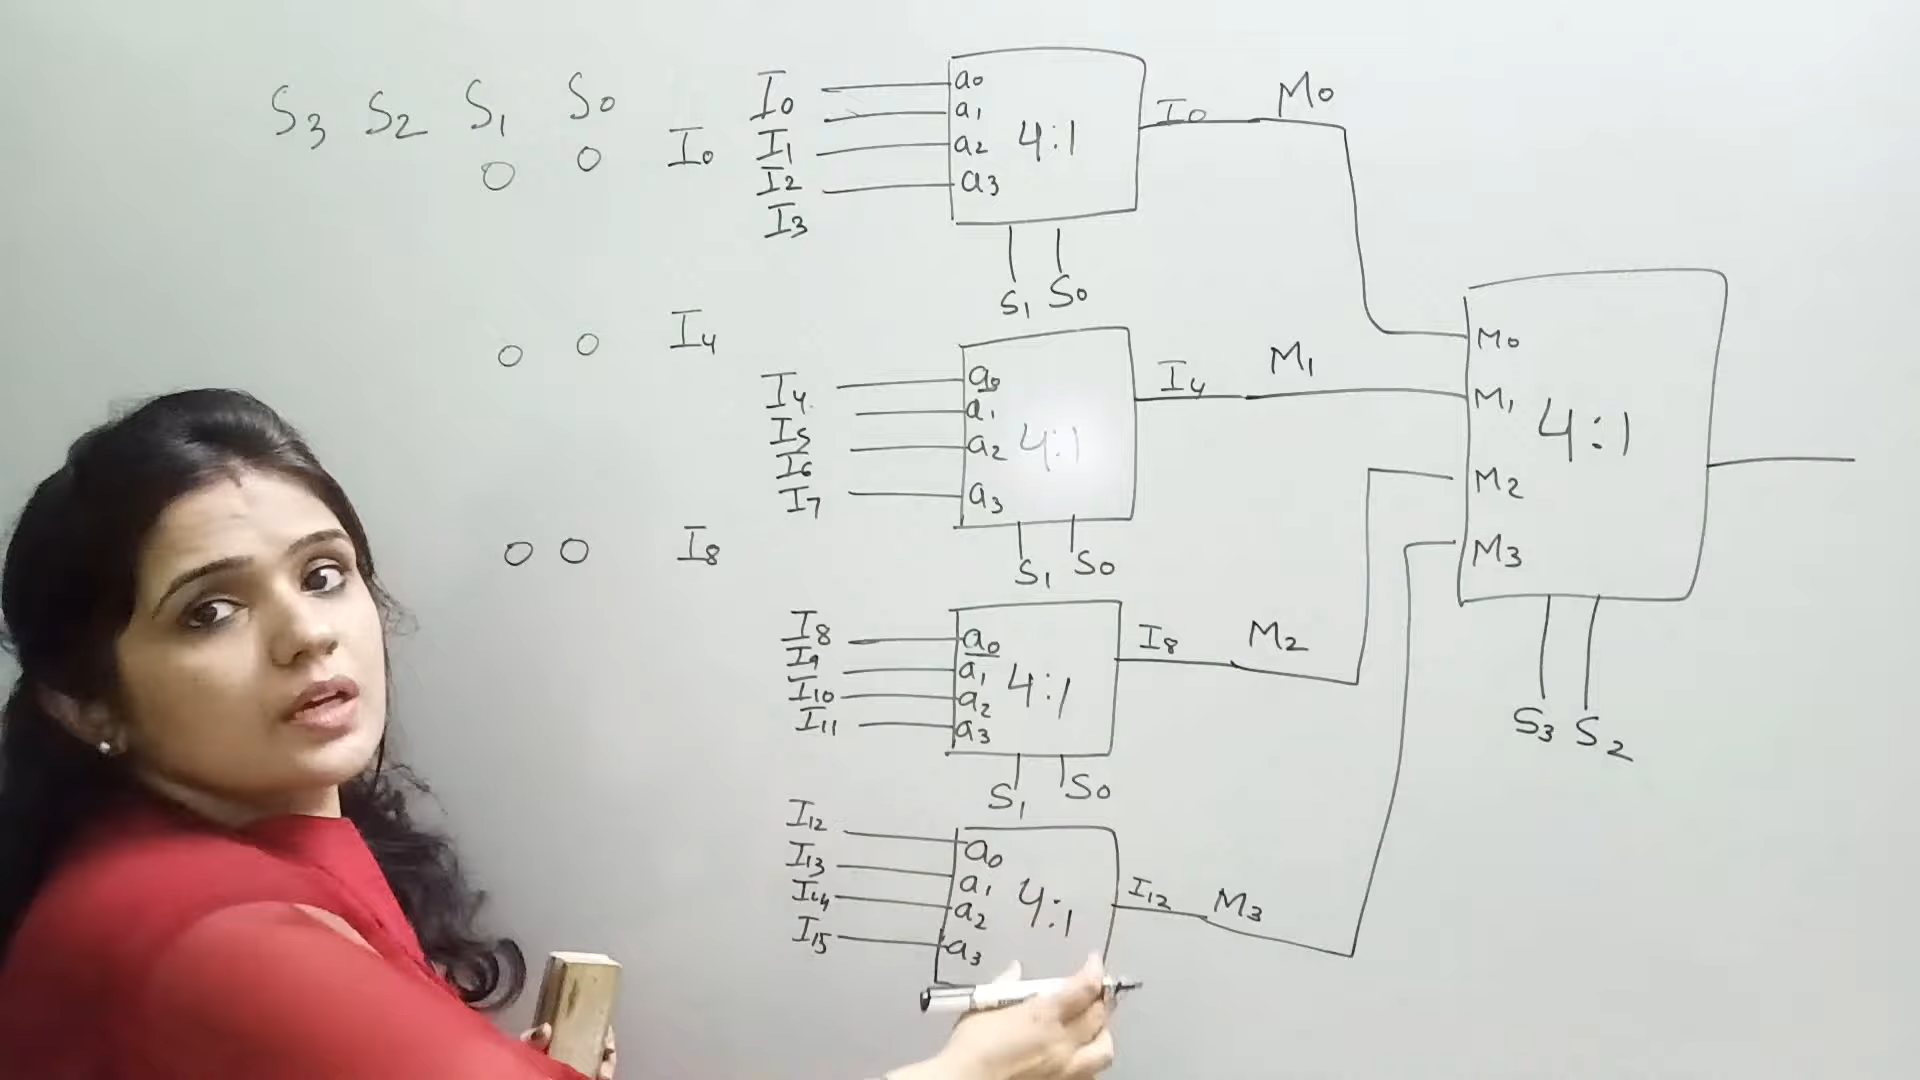 S3 S2 S1 S0
0 0 I0
0 0 I4
0 0 I8
I0
I1
I2
I3
a0
a1
a2
a3
4:1
S1 S0
I0 M0
I4
I5
I6
I7
a0
a1
a2
a3
4:1
S1 S0
I4 M1
I8
I9
I10
I11
a0
a1
a2
a3
4:1
S1 S0
I8 M2
I12
I13
I14
I15
a0
a1
a2
a3
4:1
I12 M3
M0
M1
M2
M3
4:1
S3 S2